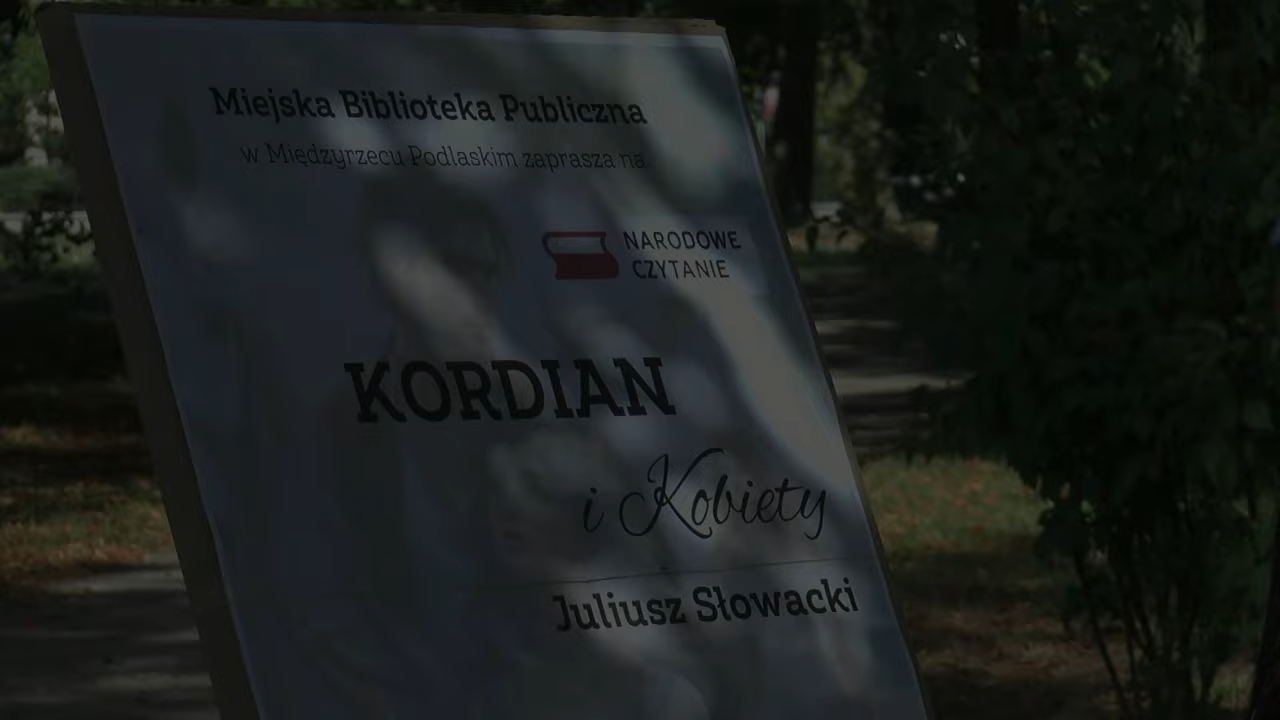 Miejska Biblioteka Publiczna
w Międzyrzecu Podlaskim zaprasza na
NARODOWE
CZYTANIE
KORDIAN
i Kobiety
Juliusz Słowacki